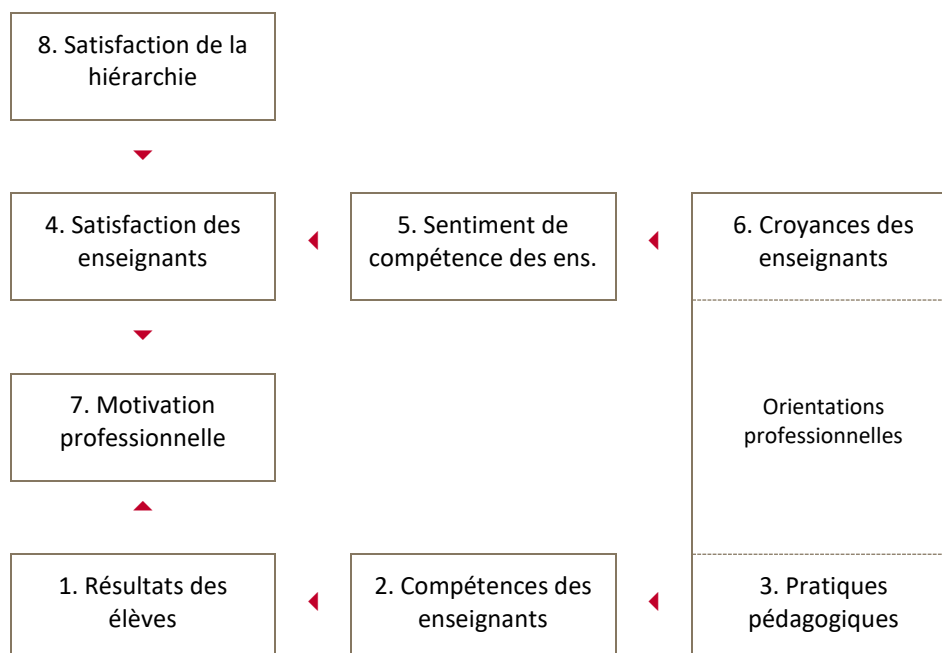 8. Satisfaction de la
hiérarchie
4. Satisfaction des
enseignants
5. Sentiment de
compétence des ens.
6. Croyances des
enseignants
7. Motivation
professionnelle
Orientations
professionnelles
1. Résultats des
élèves
2. Compétences des
enseignants
3. Pratiques
pédagogiques